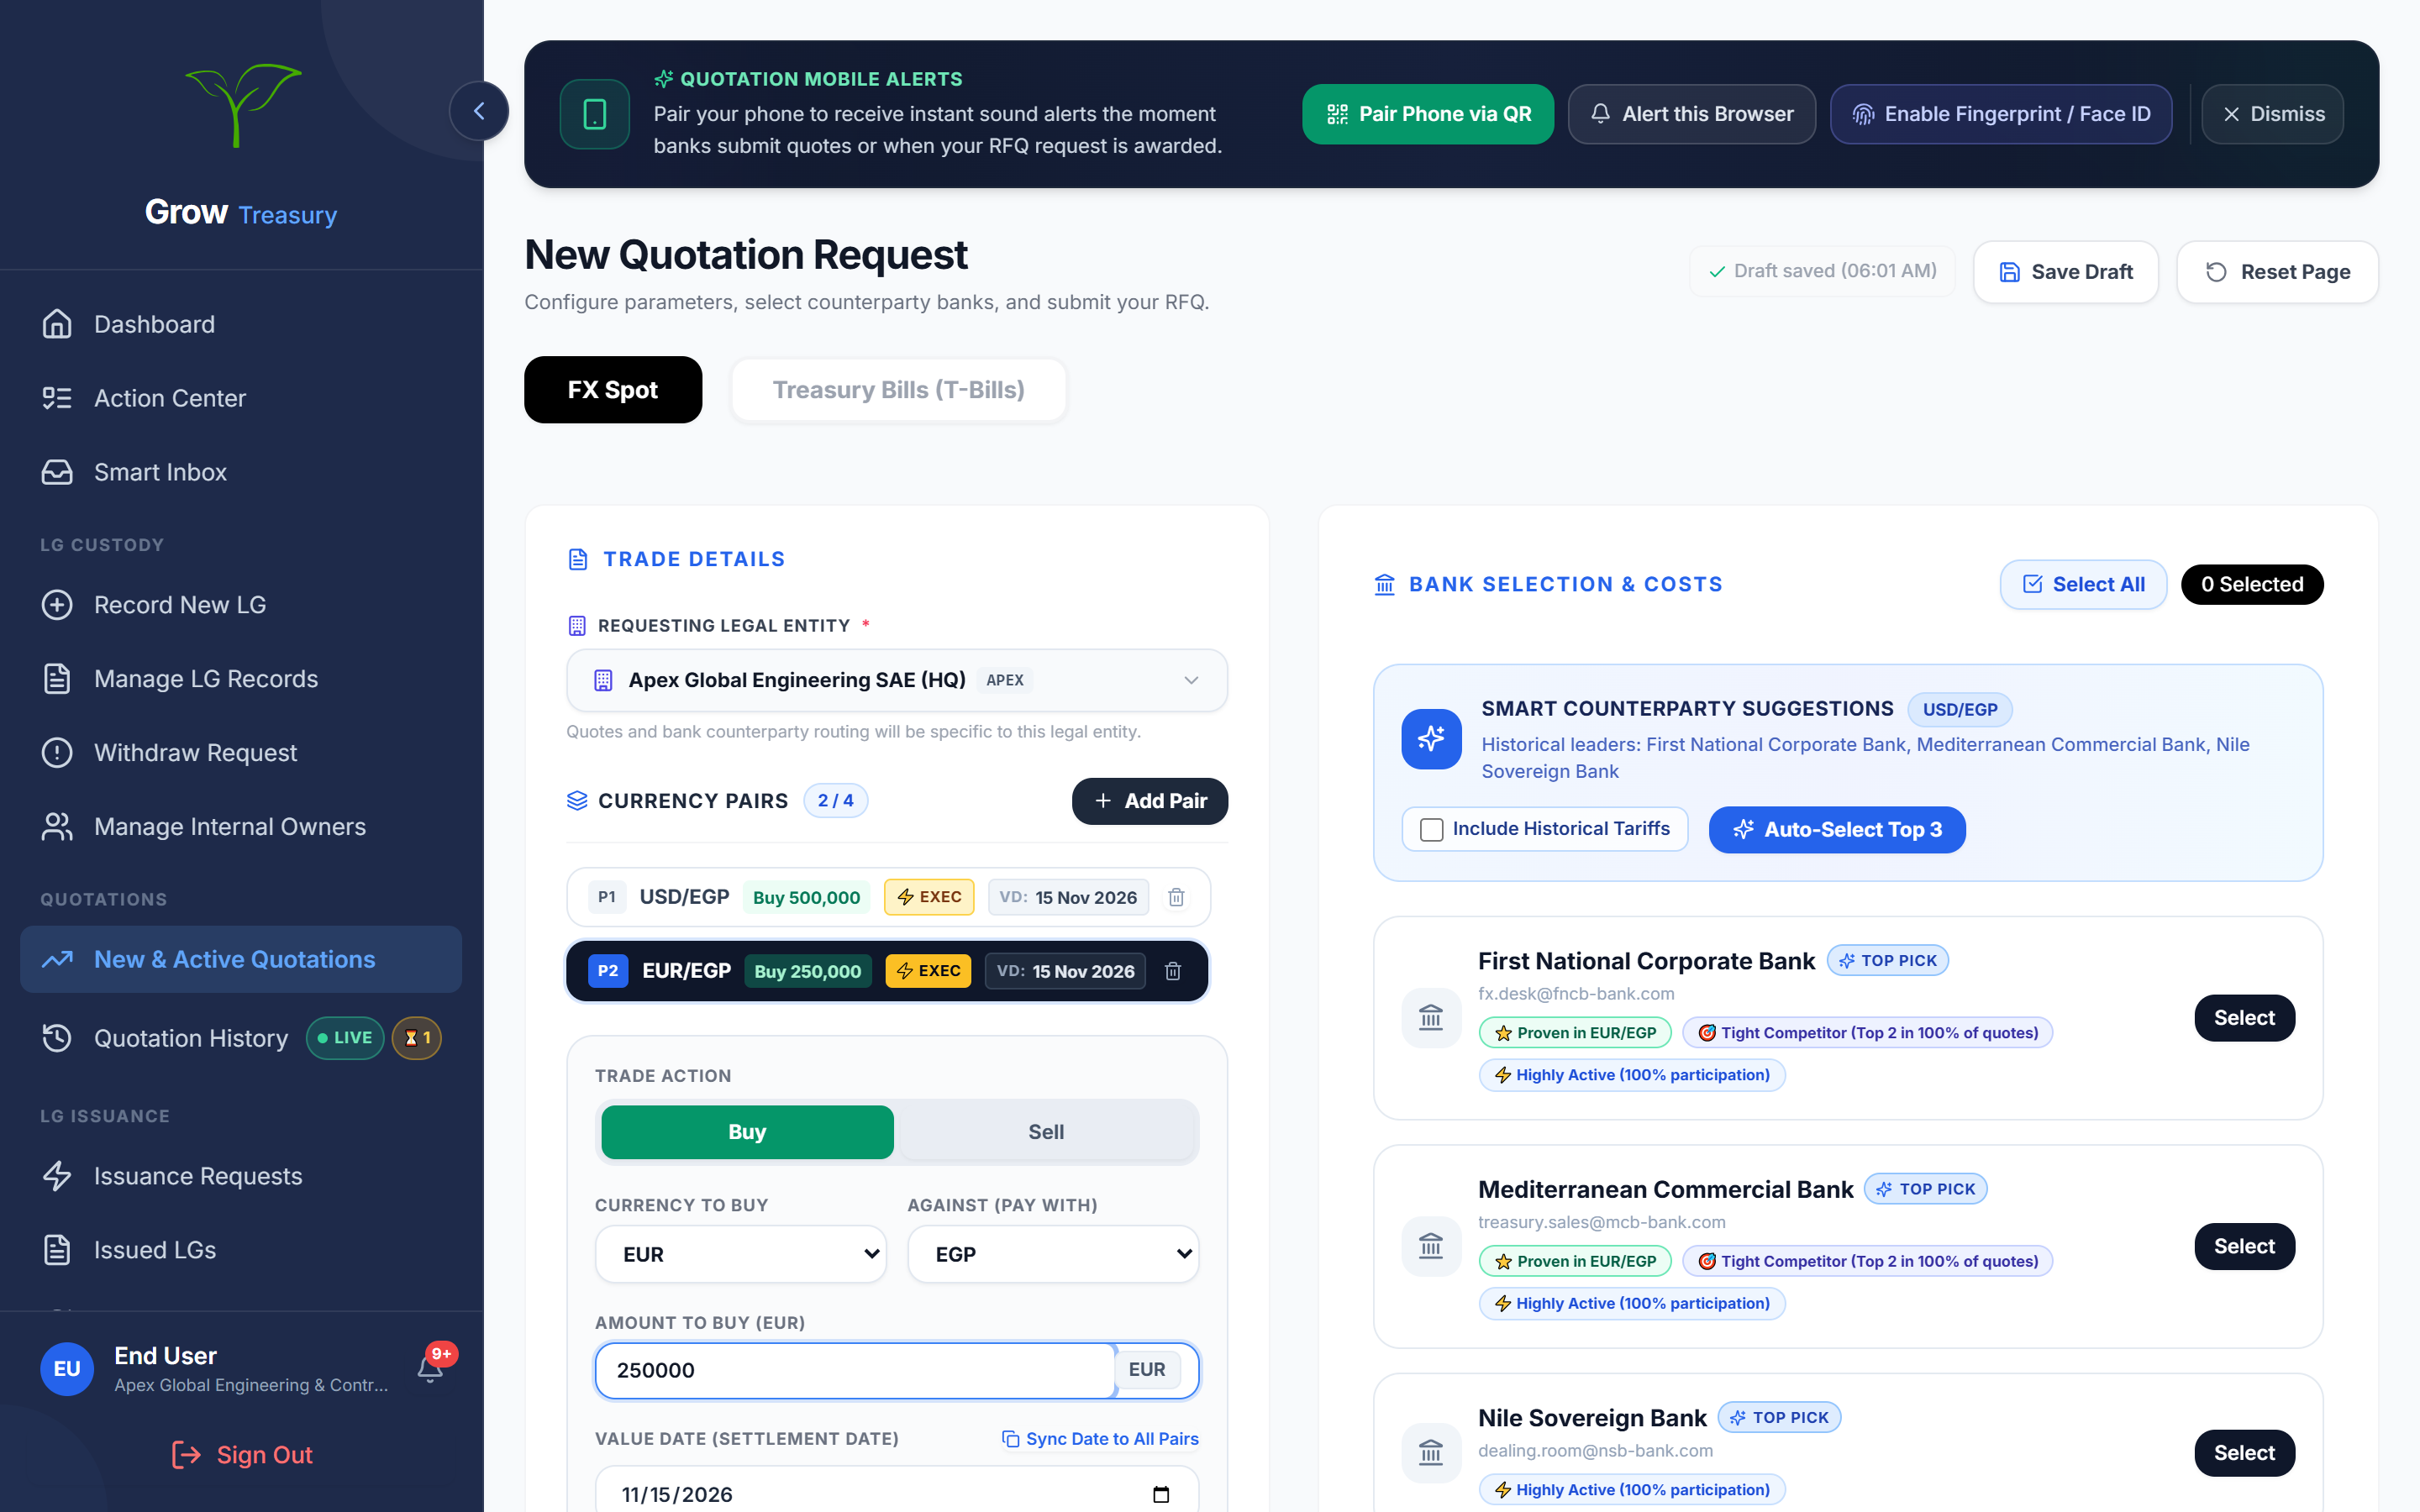 Grow Treasury
Dashboard
Action Center
Smart Inbox
LG CUSTODY
Record New LG
Manage LG Records
Withdraw Request
Manage Internal Owners
QUOTATIONS
New & Active Quotations
Quotation History LIVE 1
LG ISSUANCE
Issuance Requests
Issued LGs
EU End User 9+
Apex Global Engineering & Contr...
Sign Out
QUOTATION MOBILE ALERTS
Pair your phone to receive instant sound alerts the moment
banks submit quotes or when your RFQ request is awarded.
Pair Phone via QR
Alert this Browser
Enable Fingerprint / Face ID
Dismiss
New Quotation Request
Configure parameters, select counterparty banks, and submit your RFQ.
Draft saved (06:01 AM)
Save Draft
Reset Page
FX Spot
Treasury Bills (T-Bills)
TRADE DETAILS
REQUESTING LEGAL ENTITY *
Apex Global Engineering SAE (HQ) APEX
Quotes and bank counterparty routing will be specific to this legal entity.
CURRENCY PAIRS 2 / 4
Add Pair
P1 USD/EGP Buy 500,000 EXEC VD: 15 Nov 2026
P2 EUR/EGP Buy 250,000 EXEC VD: 15 Nov 2026
TRADE ACTION
Buy Sell
CURRENCY TO BUY AGAINST (PAY WITH)
EUR EGP
AMOUNT TO BUY (EUR)
250000 EUR
VALUE DATE (SETTLEMENT DATE) Sync Date to All Pairs
11/15/2026
BANK SELECTION & COSTS
Select All
0 Selected
SMART COUNTERPARTY SUGGESTIONS USD/EGP
Historical leaders: First National Corporate Bank, Mediterranean Commercial Bank, Nile
Sovereign Bank
Include Historical Tariffs
Auto-Select Top 3
First National Corporate Bank TOP PICK
fx.desk@fncb-bank.com
Proven in EUR/EGP Tight Competitor (Top 2 in 100% of quotes)
Highly Active (100% participation)
Select
Mediterranean Commercial Bank TOP PICK
treasury.sales@mcb-bank.com
Proven in EUR/EGP Tight Competitor (Top 2 in 100% of quotes)
Highly Active (100% participation)
Select
Nile Sovereign Bank TOP PICK
dealing.room@nsb-bank.com
Highly Active (100% participation)
Select